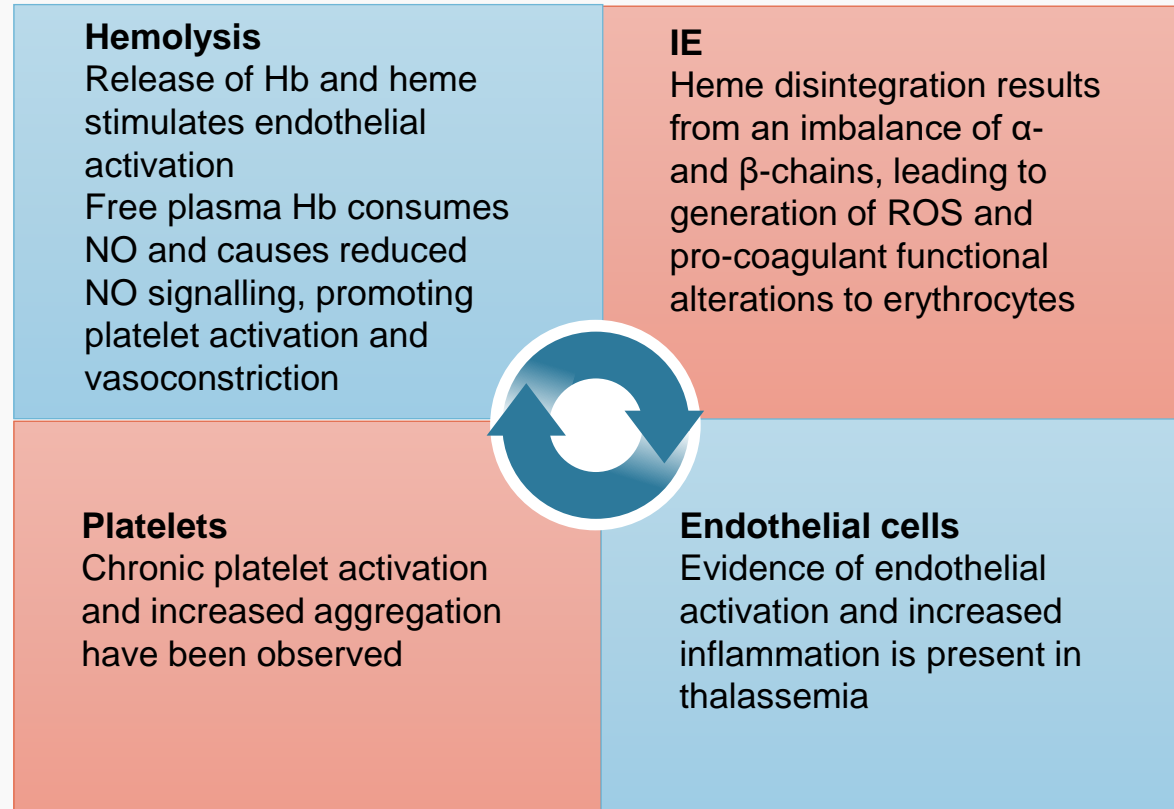 Hemolysis
Release of Hb and heme
stimulates endothelial
activation
Free plasma Hb consumes
NO and causes reduced
NO signalling, promoting
platelet activation and
vasoconstriction
IE
Heme disintegration results
from an imbalance of α-
and β-chains, leading to
generation of ROS and
pro-coagulant functional
alterations to erythrocytes
Platelets
Chronic platelet activation
and increased aggregation
have been observed
Endothelial cells
Evidence of endothelial
activation and increased
inflammation is present in
thalassemia